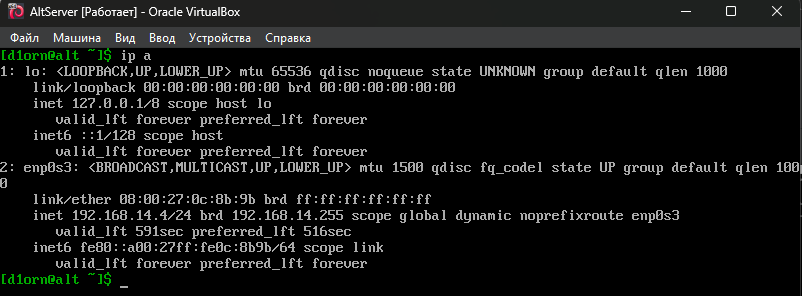 AltServer [Работает] - Oracle VirtualBox
Файл Машина Вид Ввод Устройства Справка
[d1orn@alt ~]$ ip a
1: lo: <LOOPBACK,UP,LOWER_UP> mtu 65536 qdisc noqueue state UNKNOWN group default qlen 1000
    link/loopback 00:00:00:00:00:00 brd 00:00:00:00:00:00
    inet 127.0.0.1/8 scope host lo
       valid_lft forever preferred_lft forever
    inet6 ::1/128 scope host
       valid_lft forever preferred_lft forever
2: enp0s3: <BROADCAST,MULTICAST,UP,LOWER_UP> mtu 1500 qdisc fq_codel state UP group default qlen 100
0
    link/ether 08:00:27:0c:8b:9b brd ff:ff:ff:ff:ff:ff
    inet 192.168.14.4/24 brd 192.168.14.255 scope global dynamic noprefixroute enp0s3
       valid_lft 591sec preferred_lft 516sec
    inet6 fe80::a00:27ff:fe0c:8b9b/64 scope link
       valid_lft forever preferred_lft forever
[d1orn@alt ~]$ _